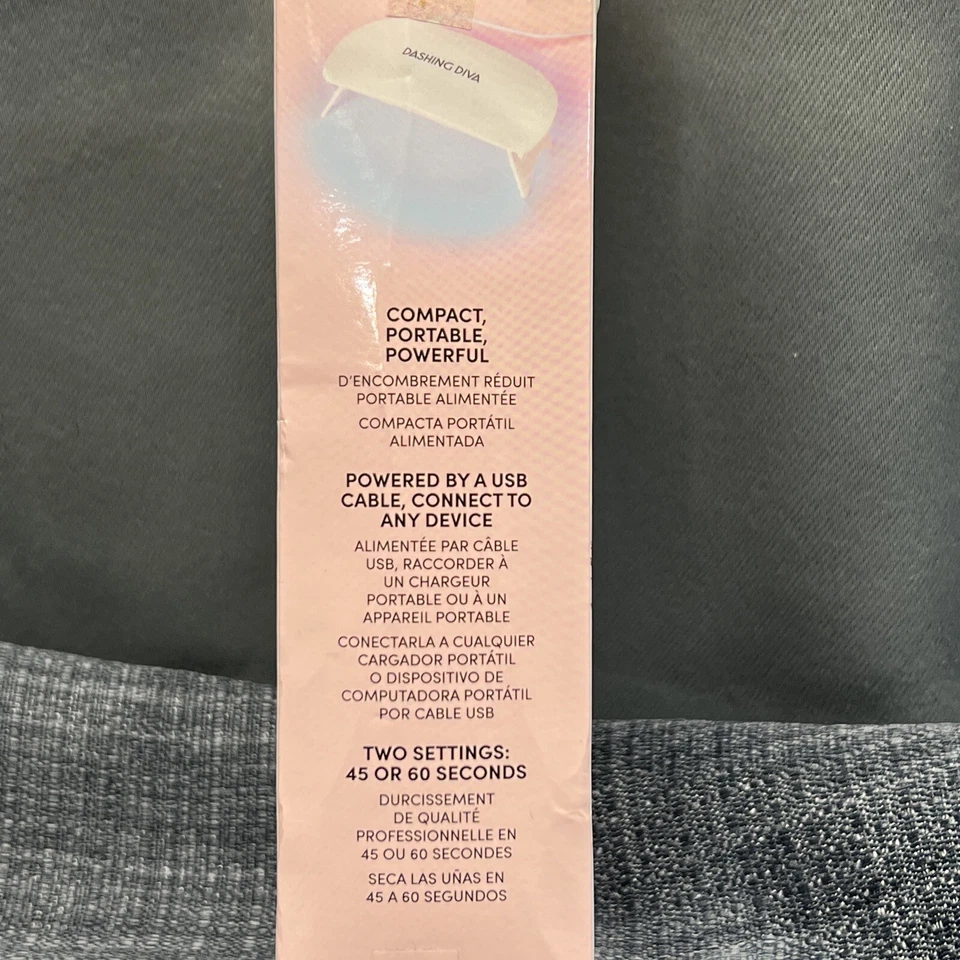 DASHING DIVA
COMPACT,
PORTABLE,
POWERFUL
D'ENCOMBREMENT RÉDUIT
PORTABLE ALIMENTÉE
COMPACTA PORTÁTIL
ALIMENTADA
POWERED BY A USB
CABLE, CONNECT TO
ANY DEVICE
ALIMENTÉE PAR CÂBLE
USB, RACCORDER À
UN CHARGEUR
PORTABLE OU À UN
APPAREIL PORTABLE
CONECTARLA A CUALQUIER
CARGADOR PORTÁTIL
O DISPOSITIVO DE
COMPUTADORA PORTÁTIL
POR CABLE USB
TWO SETTINGS:
45 OR 60 SECONDS
DURCISSEMENT
DE QUALITÉ
PROFESSIONNELLE EN
45 OU 60 SECONDES
SECA LAS UÑAS EN
45 A 60 SEGUNDOS